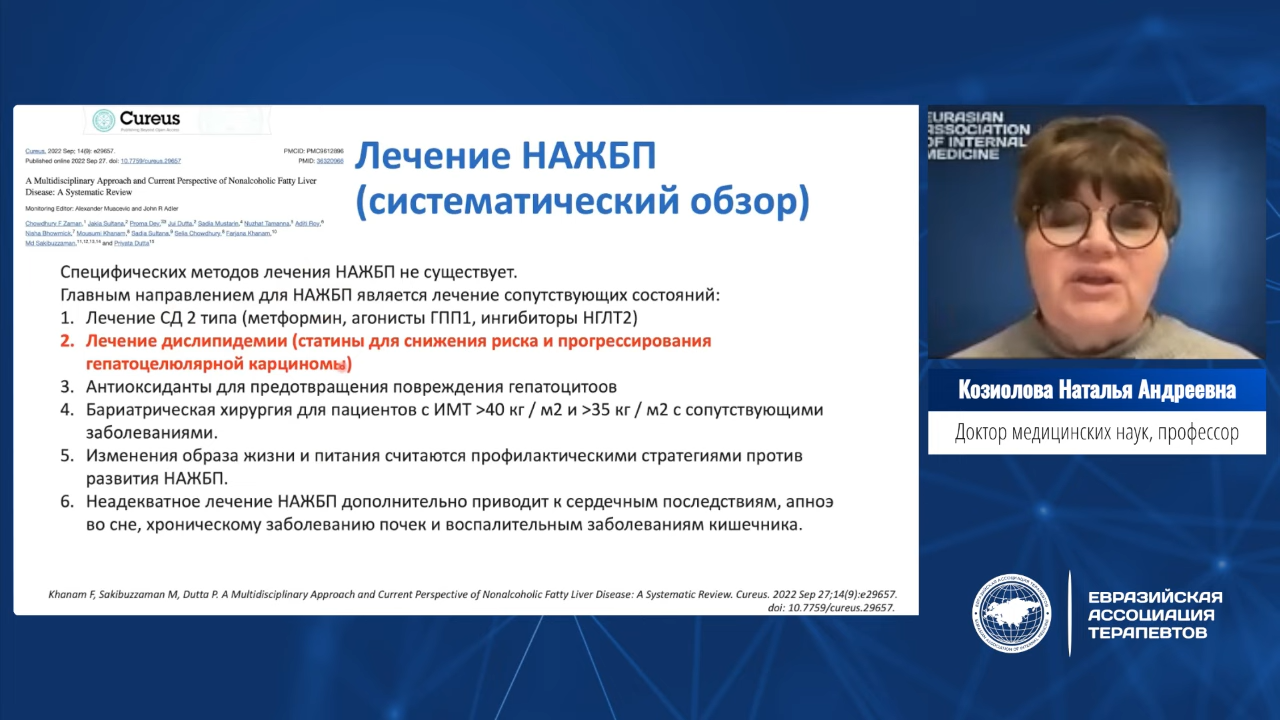 Cureus
Cureus, 2022 Sep; 14(9): e29657.
PMCID: PMC9612896
Published online 2022 Sep 27. doi: 10.7759/cureus.29657
PMID: 36320966
A Multidisciplinary Approach and Current Perspective of Nonalcoholic Fatty Liver
Disease: A Systematic Review
Monitoring Editor: Alexander Muacevic and John R Adler
Chowdhury F Zaman, Jakia Sultana, Proma Dey, Jui Dutta, Sadia Mustarin, Nuzhat Tamanna, Aditi Roy,
Nisha Bhowmick, Mousumi Khanam, Sadia Sultana, Selia Chowdhury, Farjana Khanam,
Md Sakibuzzaman, and Priyata Dutta
Лечение НАЖБП
(систематический обзор)
Специфических методов лечения НАЖБП не существует.
Главным направлением для НАЖБП является лечение сопутствующих состояний:
1. Лечение СД 2 типа (метформин, агонисты ГПП1, ингибиторы НГЛТ2)
2. Лечение дислипидемии (статины для снижения риска и прогрессирования
гепатоцелюлярной карциномы)
3. Антиоксиданты для предотвращения повреждения гепатоцитоов
4. Бариатрическая хирургия для пациентов с ИМТ >40 кг / м2 и >35 кг / м2 с сопутствующими
заболеваниями.
5. Изменения образа жизни и питания считаются профилактическими стратегиями против
развития НАЖБП.
6. Неадекватное лечение НАЖБП дополнительно приводит к сердечным последствиям, апноэ
во сне, хроническому заболеванию почек и воспалительным заболеваниям кишечника.
Khanam F, Sakibuzzaman M, Dutta P. A Multidisciplinary Approach and Current Perspective of Nonalcoholic Fatty Liver Disease: A Systematic Review. Cureus. 2022 Sep 27;14(9):e29657.
doi: 10.7759/cureus.29657.
EURASIAN
ASSOCIATION
OF INTERNAL
MEDICINE
Козиолова Наталья Андреевна
Доктор медицинских наук, профессор
ЕВРАЗИЙСКАЯ
АССОЦИАЦИЯ
ТЕРАПЕВТОВ